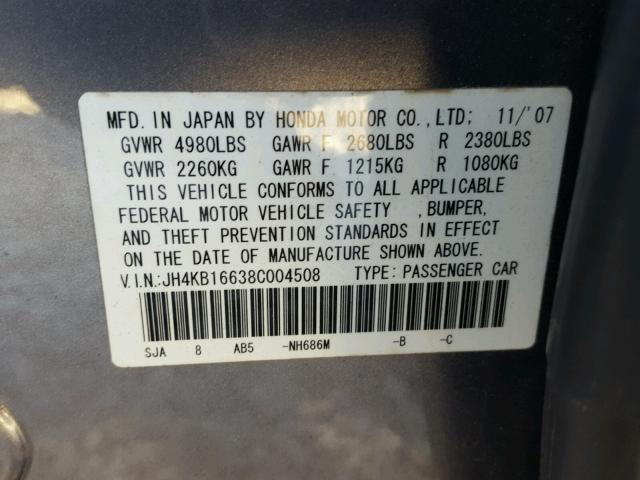 MFD. IN JAPAN BY HONDA MOTOR CO., LTD; 11/'07
GVWR 4980LBS GAWR F 2680LBS R 2380LBS
GVWR 2260KG GAWR F 1215KG R 1080KG
THIS VEHICLE CONFORMS TO ALL APPLICABLE
FEDERAL MOTOR VEHICLE SAFETY , BUMPER,
AND THEFT PREVENTION STANDARDS IN EFFECT
ON THE DATE OF MANUFACTURE SHOWN ABOVE.
V.I.N.:JH4KB16638C004508 TYPE: PASSENGER CAR
SJA 8 AB5 -NH686M -B -C